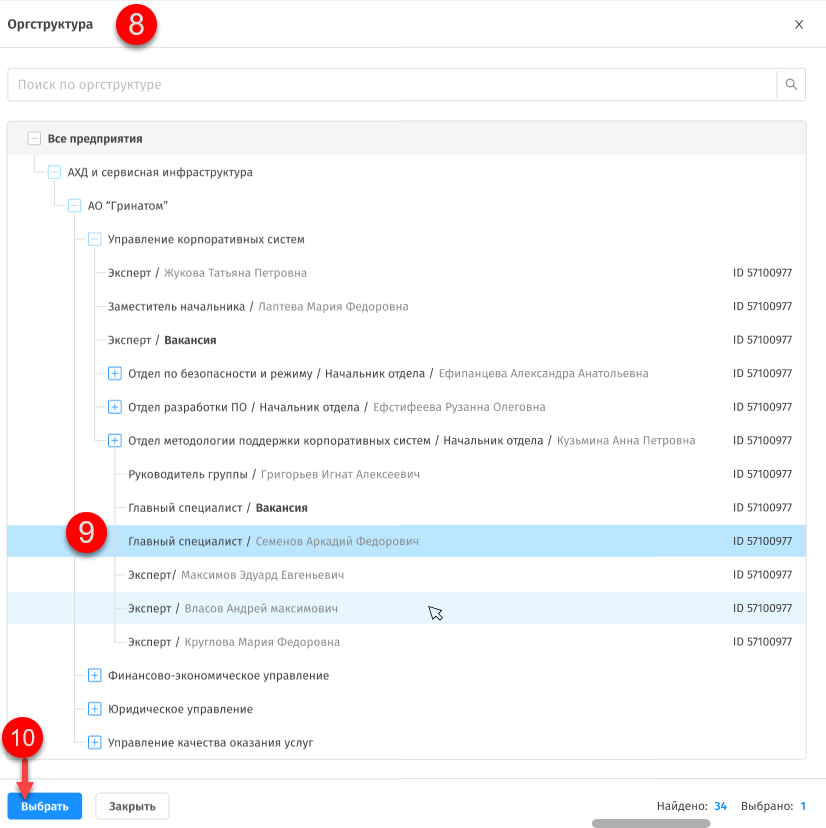 Оргструктура 8
Поиск по оргструктуре
Все предприятия
АХД и сервисная инфраструктура
АО “Гринатом”
Управление корпоративных систем
Эксперт / Жукова Татьяна Петровна ID 57100977
Заместитель начальника / Лаптева Мария Федоровна ID 57100977
Эксперт / Вакансия ID 57100977
Отдел по безопасности и режиму / Начальник отдела / Ефипанцева Александра Анатольевна ID 57100977
Отдел разработки ПО / Начальник отдела / Ефстифеева Рузанна Олеговна ID 57100977
Отдел методологии поддержки корпоративных систем / Начальник отдела / Кузьмина Анна Петровна ID 57100977
Руководитель группы / Григорьев Игнат Алексеевич ID 57100977
Главный специалист / Вакансия ID 57100977
9 Главный специалист / Семенов Аркадий Федорович ID 57100977
Эксперт/ Максимов Эдуард Евгеньевич ID 57100977
Эксперт / Власов Андрей максимович ID 57100977
Эксперт / Круглова Мария Федоровна ID 57100977
Финансово-экономическое управление
Юридическое управление
Управление качества оказания услуг
10
Выбрать Закрыть Найдено: 34 Выбрано: 1